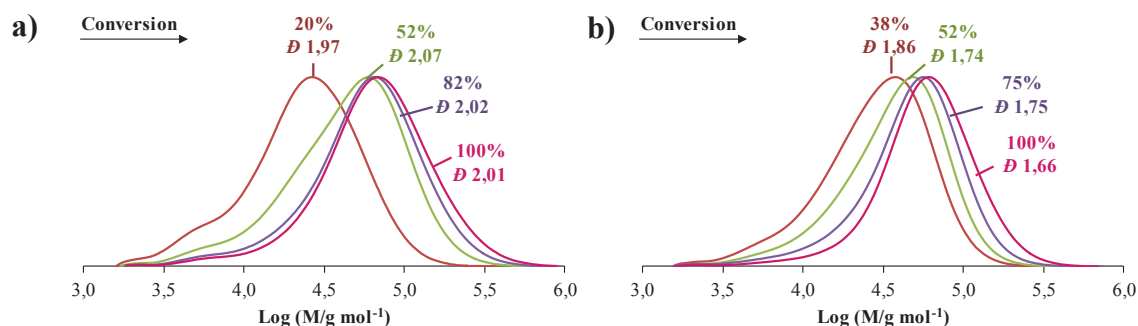 a)
Conversion
20%
Đ 1,97
52%
Đ 2,07
82%
Đ 2,02
100%
Đ 2,01
3,0 3,5 4,0 4,5 5,0 5,5 6,0
Log (M/g mol⁻¹)
b)
Conversion
38%
Đ 1,86
52%
Đ 1,74
75%
Đ 1,75
100%
Đ 1,66
3,0 3,5 4,0 4,5 5,0 5,5 6,0
Log (M/g mol⁻¹)